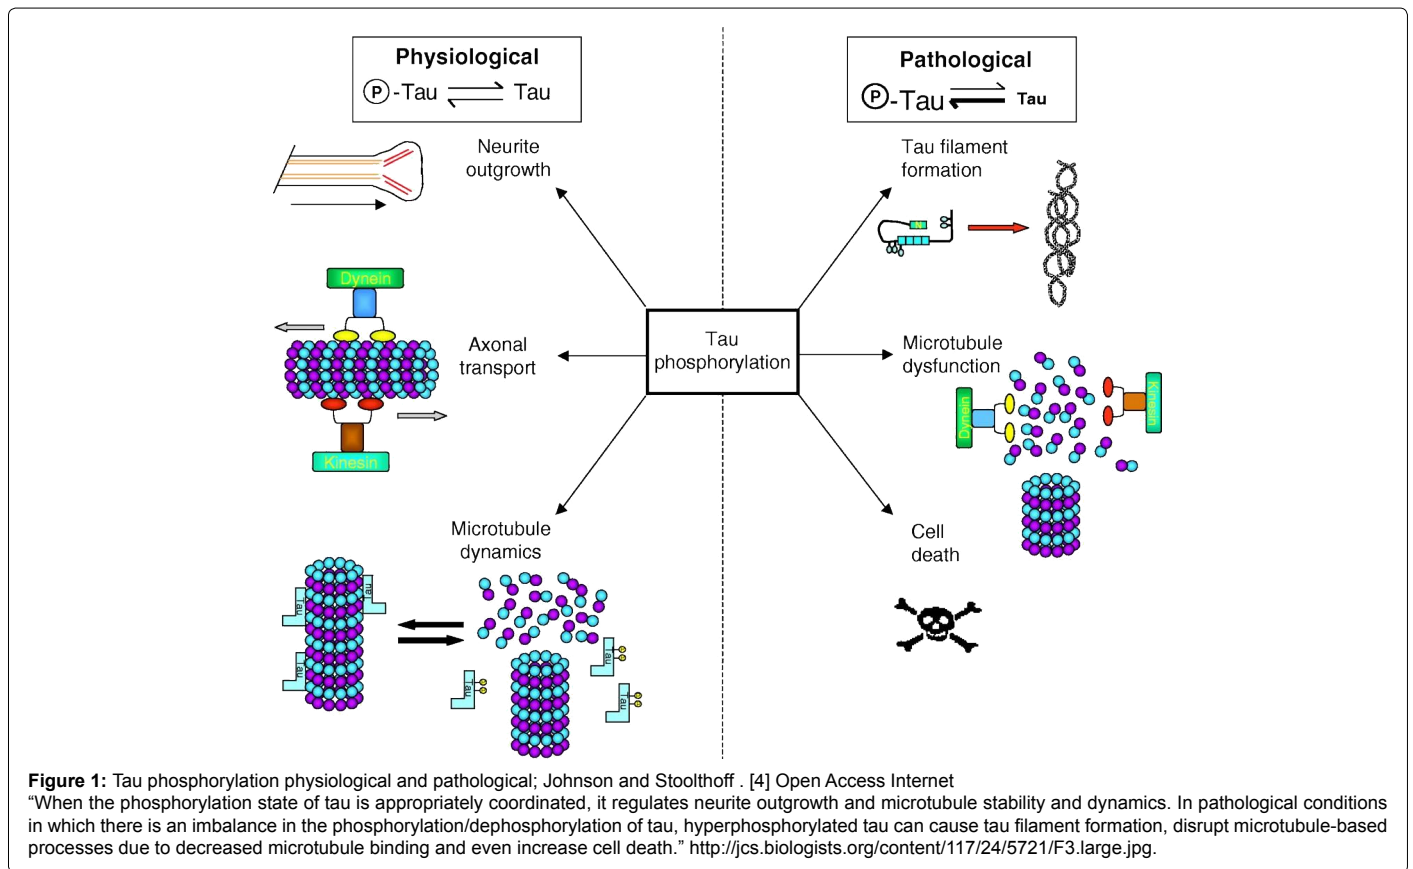 Physiological
P -Tau Tau
Pathological
P -Tau Tau
Neurite
outgrowth
Tau filament
formation
N
Dynein
Axonal
transport
Kinesin
Tau
phosphorylation
Microtubule
dysfunction
Dynein
Kinesin
Microtubule
dynamics
Cell
death
Tau
Tau
Tau
Tau
P
P
Tau
P
P
Tau
P
P
Figure 1: Tau phosphorylation physiological and pathological; Johnson and Stoolthoff . [4] Open Access Internet
“When the phosphorylation state of tau is appropriately coordinated, it regulates neurite outgrowth and microtubule stability and dynamics. In pathological conditions
in which there is an imbalance in the phosphorylation/dephosphorylation of tau, hyperphosphorylated tau can cause tau filament formation, disrupt microtubule-based
processes due to decreased microtubule binding and even increase cell death.” http://jcs.biologists.org/content/117/24/5721/F3.large.jpg.